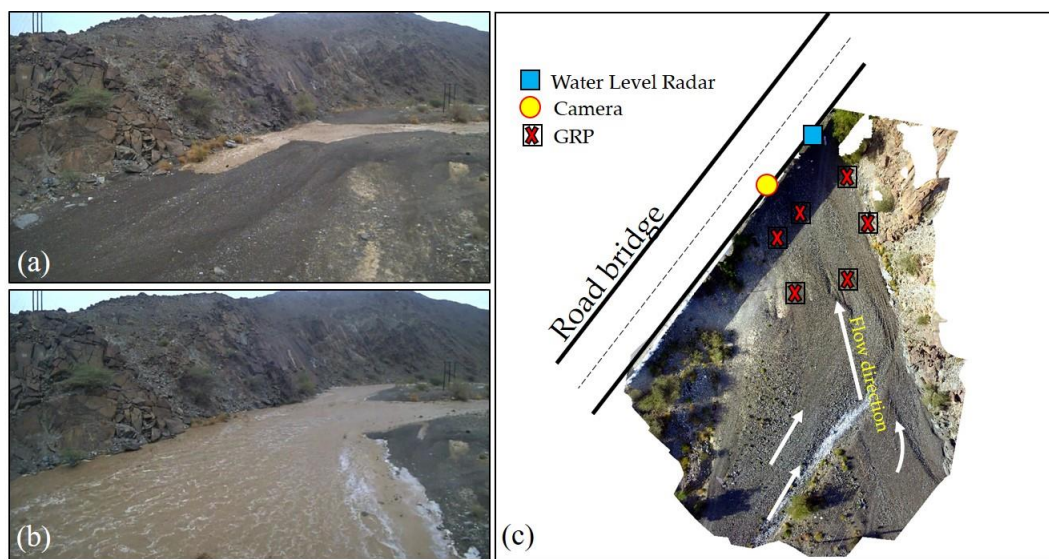 (a)
(b)
Water Level Radar
Camera
GRP
Road bridge
Flow direction
(c)